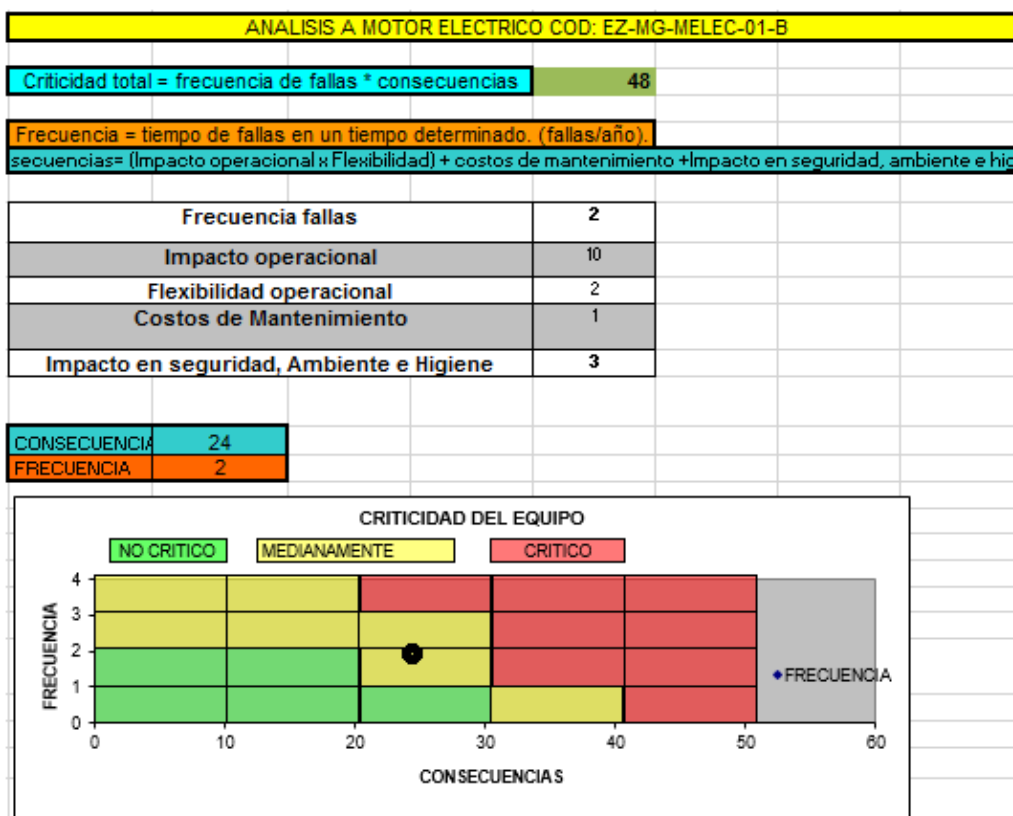 ANALISIS A MOTOR ELECTRICO COD: EZ-MG-MELEC-01-B
Criticidad total = frecuencia de fallas * consecuencias 48
Frecuencia = tiempo de fallas en un tiempo determinado. (fallas/año).
secuencias= (Impacto operacional x Flexibilidad) + costos de mantenimiento +Impacto en seguridad, ambiente e hig
Frecuencia fallas 2
Impacto operacional 10
Flexibilidad operacional 2
Costos de Mantenimiento 1
Impacto en seguridad, Ambiente e Higiene 3
CONSECUENCIA 24
FRECUENCIA 2
CRITICIDAD DEL EQUIPO
NO CRITICO MEDIANAMENTE CRITICO
FRECUENCIA
4
3
2
1
0
FRECUENCIA
0 10 20 30 40 50 60
CONSECUENCIAS